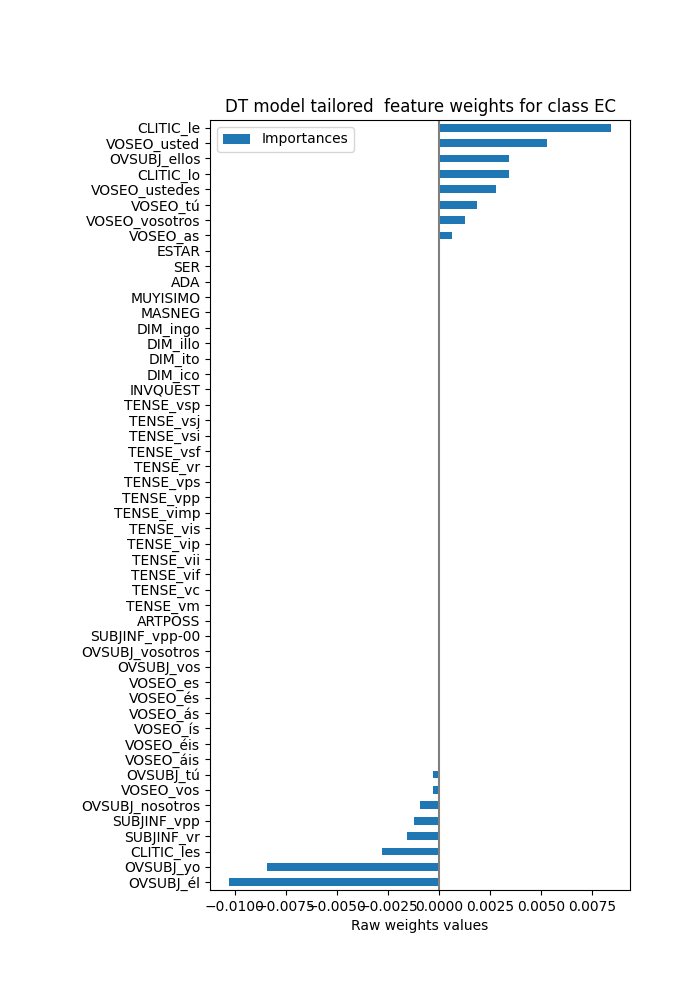 DT model tailored  feature weights for class EC
Importances
CLITIC_le
VOSEO_usted
OVSUBJ_ellos
CLITIC_lo
VOSEO_ustedes
VOSEO_tú
VOSEO_vosotros
VOSEO_as
ESTAR
SER
ADA
MUYISIMO
MASNEG
DIM_ingo
DIM_illo
DIM_ito
DIM_ico
INVQUEST
TENSE_vsp
TENSE_vsj
TENSE_vsi
TENSE_vsf
TENSE_vr
TENSE_vps
TENSE_vpp
TENSE_vimp
TENSE_vis
TENSE_vip
TENSE_vii
TENSE_vif
TENSE_vc
TENSE_vm
ARTPOSS
SUBJINF_vpp-00
OVSUBJ_vosotros
OVSUBJ_vos
VOSEO_es
VOSEO_és
VOSEO_ás
VOSEO_ís
VOSEO_éis
VOSEO_áis
OVSUBJ_tú
VOSEO_vos
OVSUBJ_nosotros
SUBJINF_vpp
SUBJINF_vr
CLITIC_les
OVSUBJ_yo
OVSUBJ_él
−0.0100 −0.0075 −0.0050 −0.0025 0.0000 0.0025 0.0050 0.0075
Raw weights values